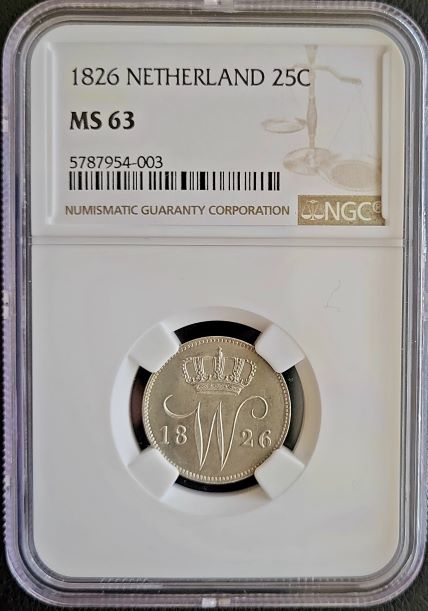 1826 NETHERLAND 25C
MS 63
5787954-003
NUMISMATIC GUARANTY CORPORATION
NGC®
W
18 26